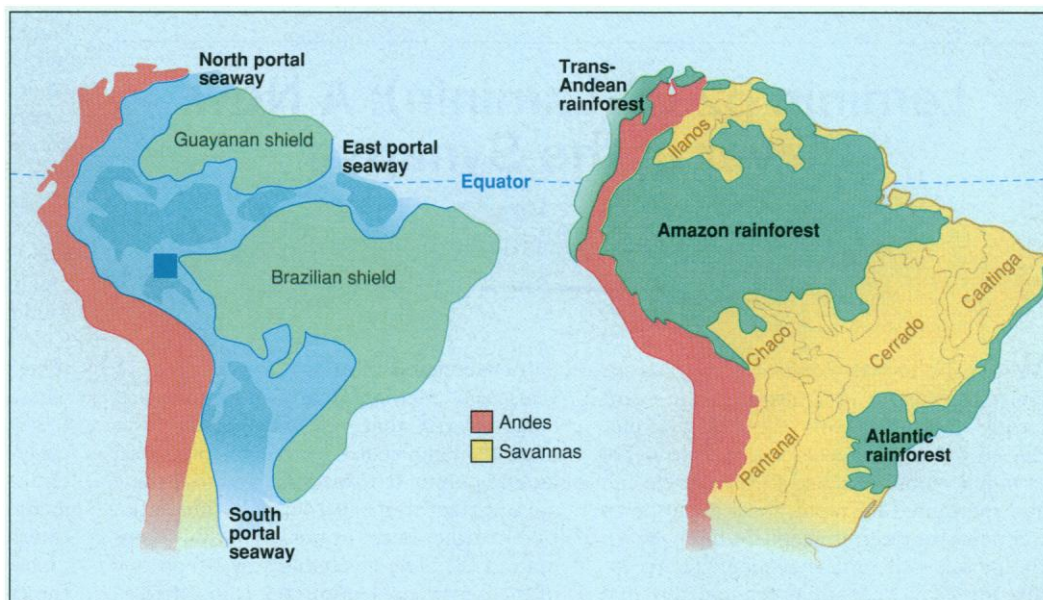 North portal
seaway
Guayanan shield
East portal
seaway
Equator
Brazilian shield
South
portal
seaway
Andes
Savannas
Trans-
Andean
rainforest
llanos
Amazon rainforest
Caatinga
Chaco
Cerrado
Pantanal
Atlantic
rainforest